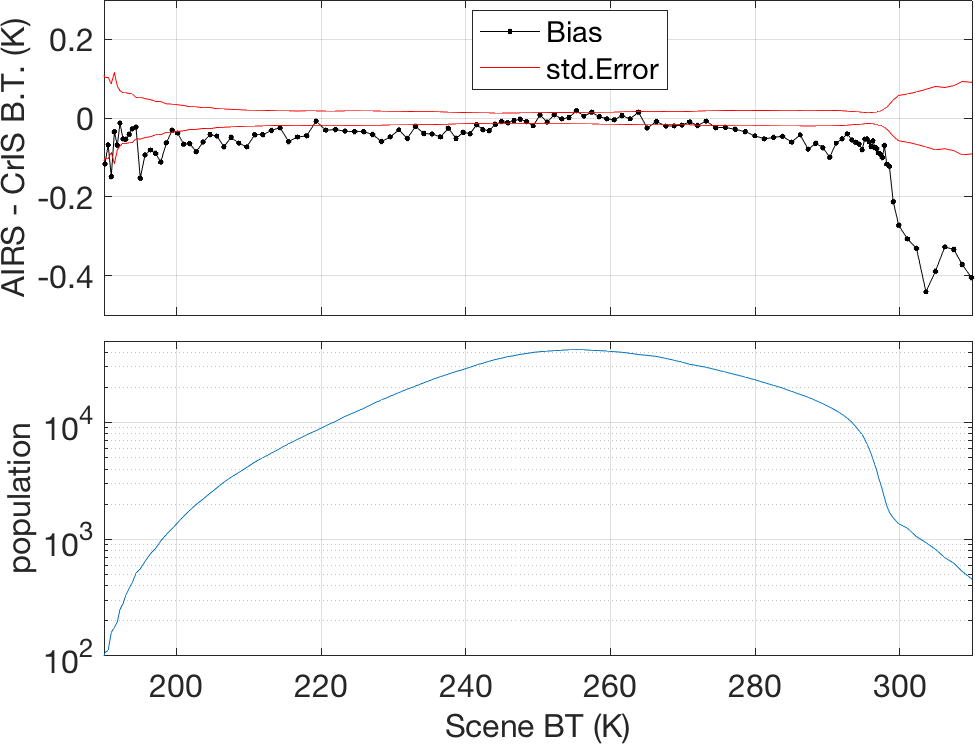 AIRS - CrIS B.T. (K)
0.2
0
-0.2
-0.4
Bias
std.Error
population
10^4
10^3
10^2
200
220
240
260
280
300
Scene BT (K)